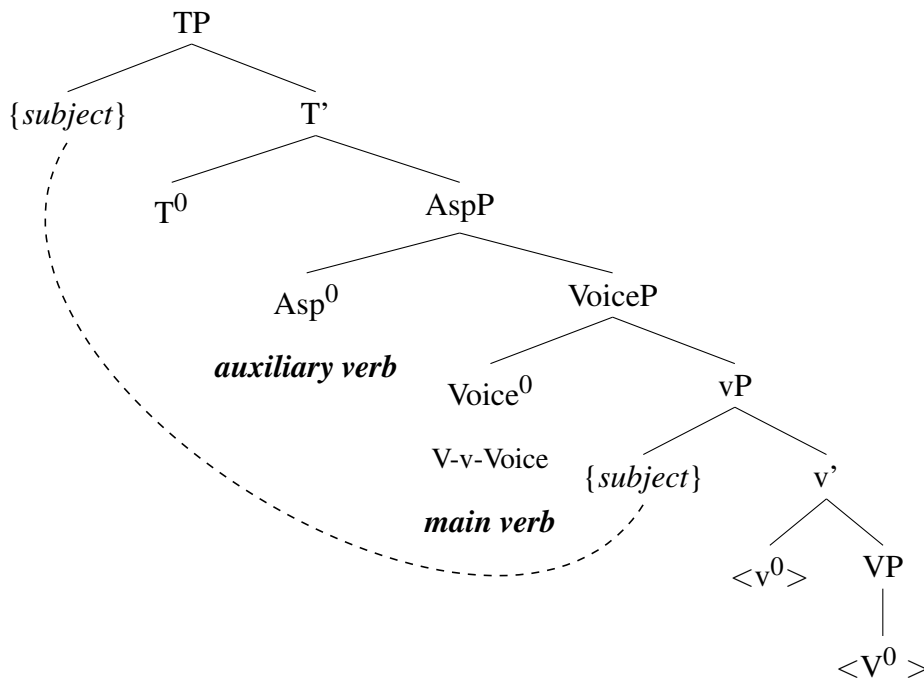 TP
{subject}
T’
T⁰
AspP
Asp⁰
VoiceP
auxiliary verb
Voice⁰
vP
V-v-Voice
{subject}
v’
main verb
<v⁰>
VP
<V⁰ >